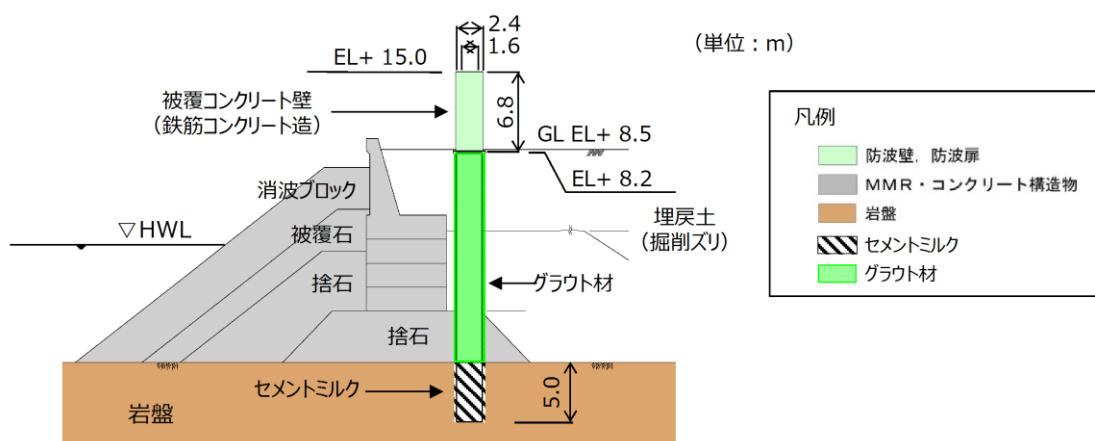 2.4
1.6
（単位：m）
EL+ 15.0
被覆コンクリート壁
（鉄筋コンクリート造）
6.8
GL EL+ 8.5
EL+ 8.2
消波ブロック
▽HWL
被覆石
埋戻土
（掘削ズリ）
捨石
グラウト材
捨石
セメントミルク
5.0
岩盤
凡例
防波壁，防波扉
ＭＭＲ・コンクリート構造物
岩盤
セメントミルク
グラウト材